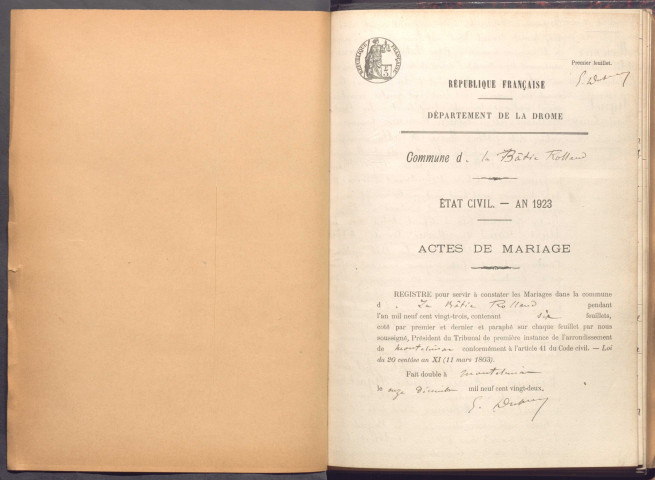 RÉPUBLIQUE FRANÇAISE
Premier feuillet.
RÉPUBLIQUE FRANÇAISE
DÉPARTEMENT DE LA DROME
Commune d. la Bâtie Rolland
ÉTAT CIVIL. — AN 1923
ACTES DE MARIAGE
REGISTRE pour servir à constater les Mariages dans la commune
d. La Bâtie Rolland pendant
l'an mil neuf cent vingt-trois, contenant six feuillets,
coté par premier et dernier et paraphé sur chaque feuillet par nous
soussigné, Président du Tribunal de première instance de l'arrondissement
de Montélimar conformément à l'article 41 du Code civil. — Loi
du 20 ventôse an XI (11 mars 1803).
Fait double à Montélimar
le onze Décembre mil neuf cent vingt-deux,